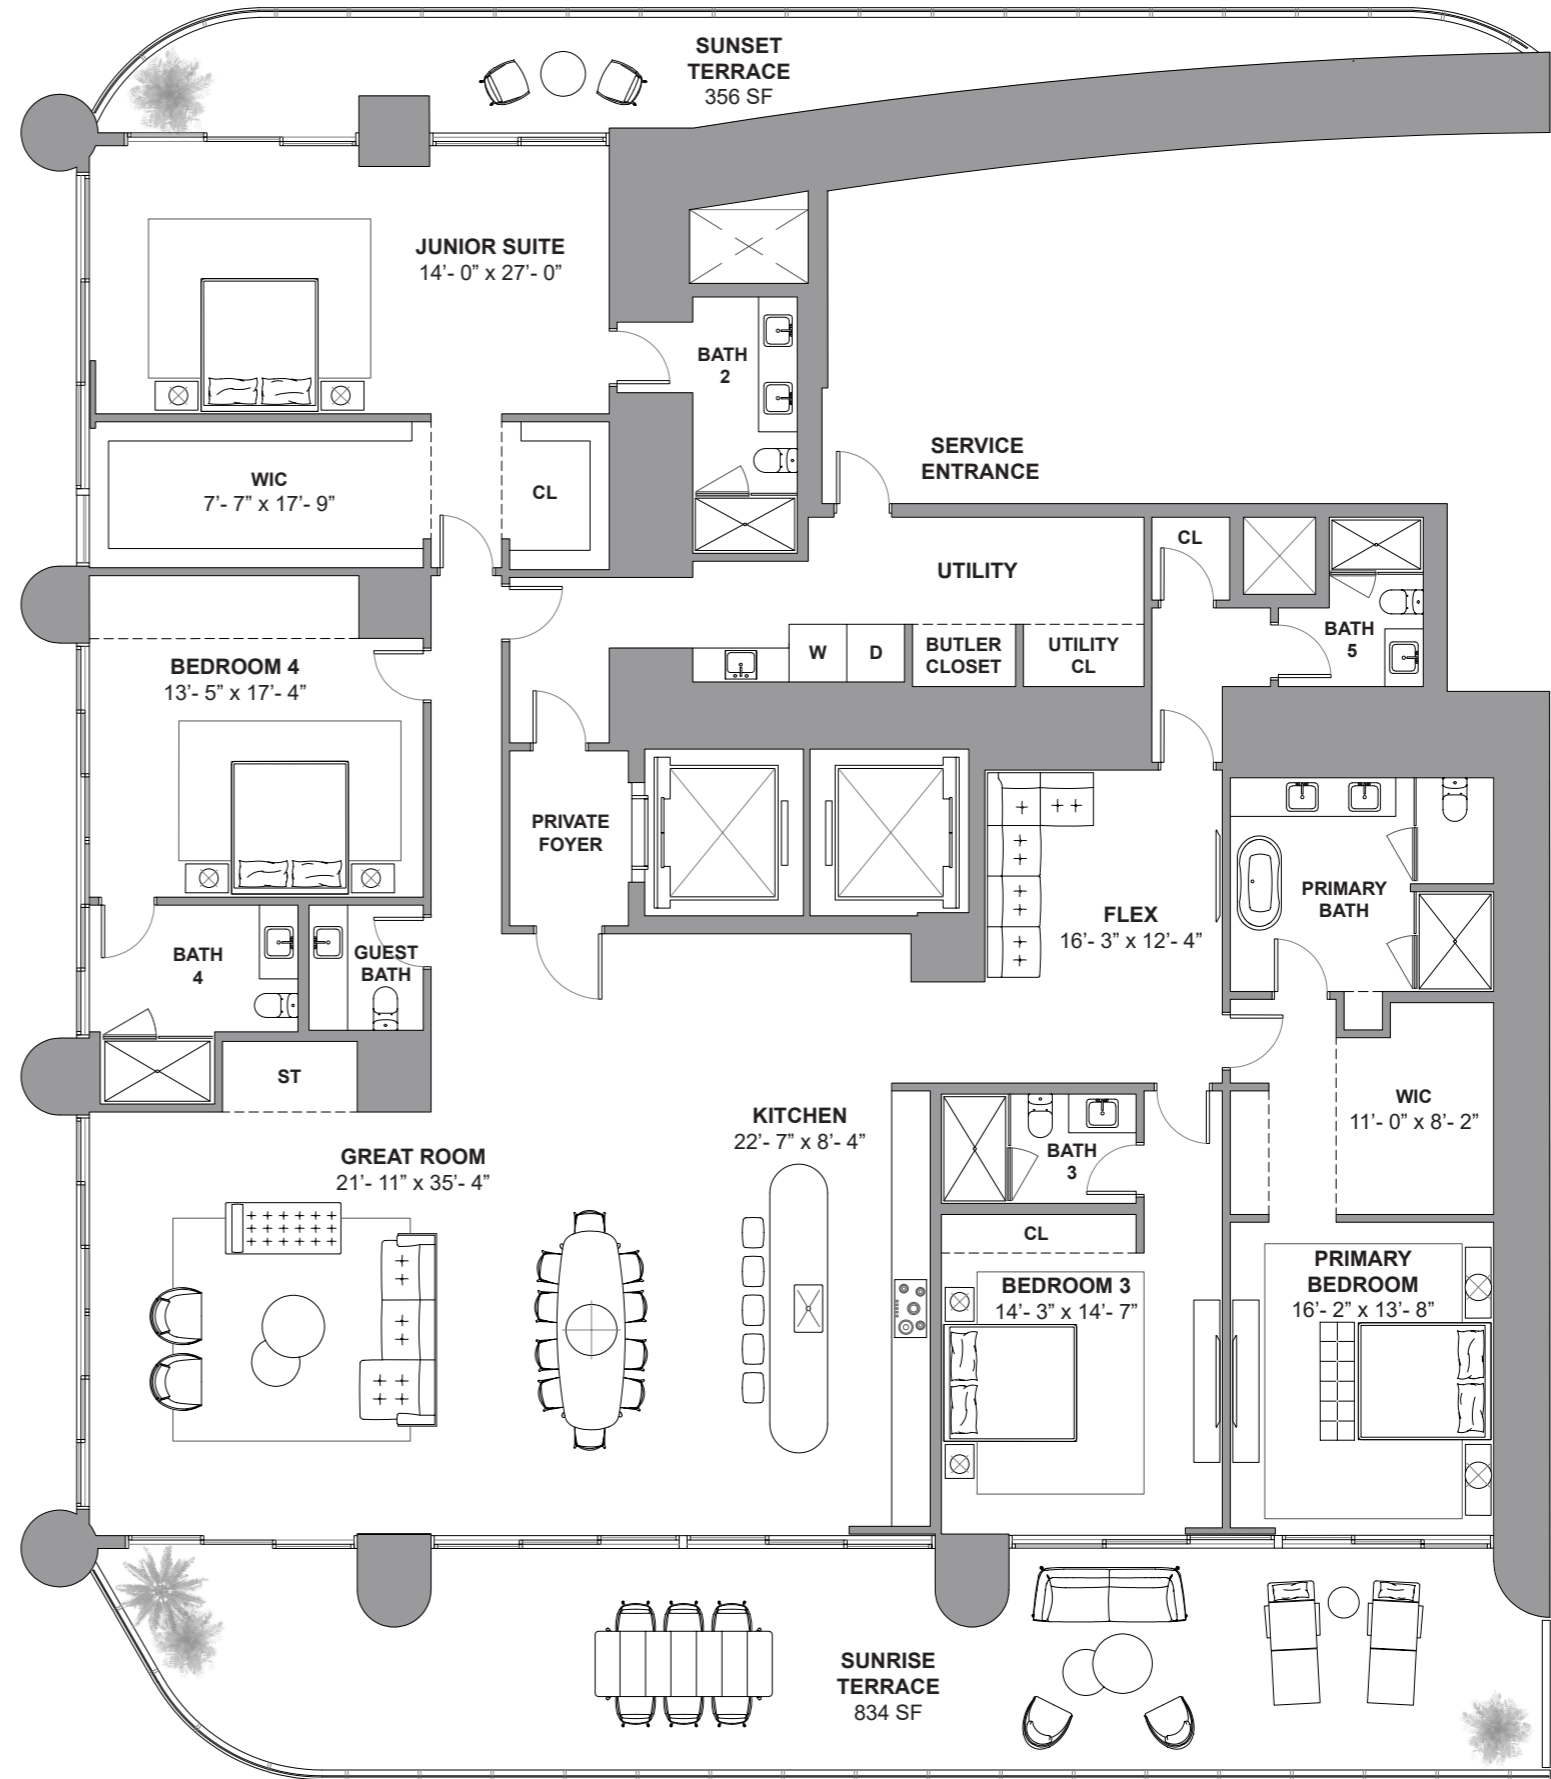 SUNSET
TERRACE
356 SF
JUNIOR SUITE
14’- 0” x 27’- 0”
BATH
2
SERVICE
ENTRANCE
WIC
7’- 7” x 17’- 9”
CL
UTILITY
CL
BATH
5
W
D
BUTLER
CLOSET
UTILITY
CL
BEDROOM 4
13’- 5” x 17’- 4”
PRIVATE
FOYER
FLEX
16’- 3” x 12’- 4”
PRIMARY
BATH
BATH
4
GUEST
BATH
ST
KITCHEN
22’- 7” x 8’- 4”
WIC
11’- 0” x 8’- 2”
GREAT ROOM
21’- 11” x 35’- 4”
BATH
3
CL
BEDROOM 3
14’- 3” x 14’- 7”
PRIMARY
BEDROOM
16’- 2” x 13’- 8”
SUNRISE
TERRACE
834 SF